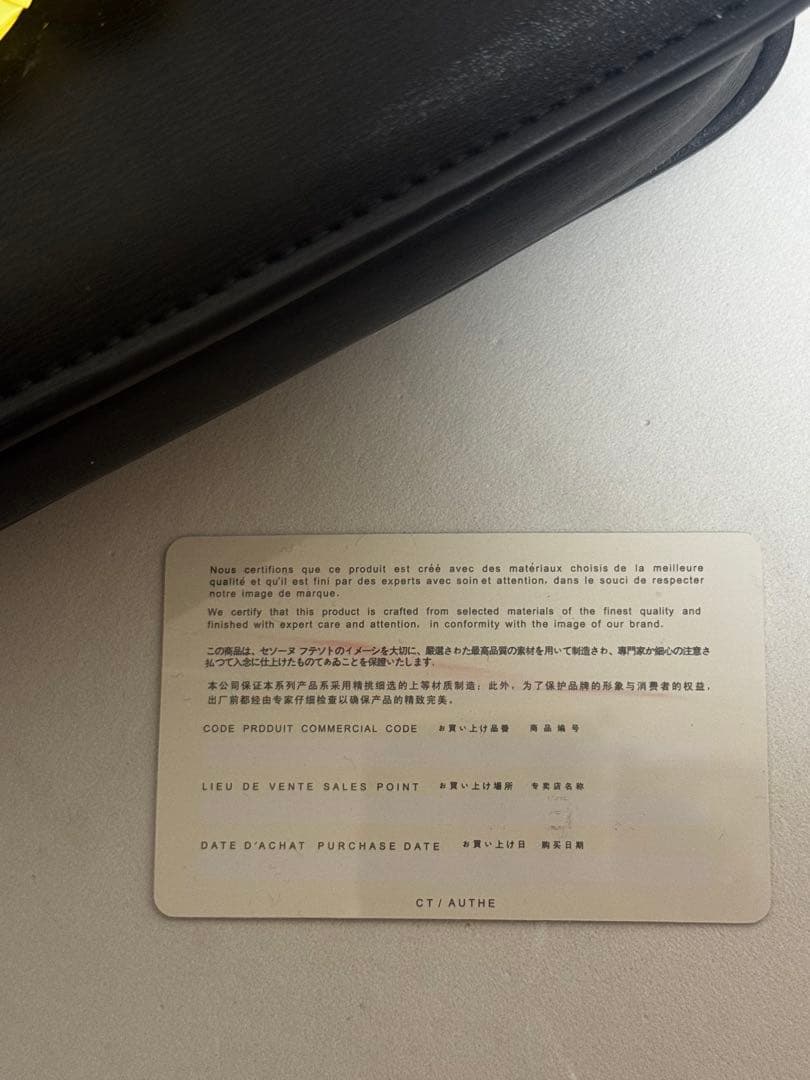 Nous certifions que ce produit est créé avec des matériaux choisis de la meilleure
qualité et qu'il est fini par des experts avec soin et attention, dans le souci de respecter
notre image de marque.
We certify that this product is crafted from selected materials of the finest quality and
finished with expert care and attention, in conformity with the image of our brand.
この商品は、セソーヌ フテソトのイメーシを大切に、厳選さわた最高品質の素材を用いて制造さわ、専門家か細心の注意さ
払つて入念に仕上けたものてあゐことを保證いたします.
本公司保证本系列产品系采用精挑细选的上等材质制造；此外，为了保护品牌的形象与消费者的权益，
出厂前都经由专家仔细检查以确保产品的精致完美。
CODE PRDDUIT COMMERCIAL CODE お買い上け品番 商品编号
LIEU DE VENTE SALES POINT お買い上け場所 专卖店名称
DATE D'ACHAT PURCHASE DATE お買い上け日 购买日期
CT / AUTHE